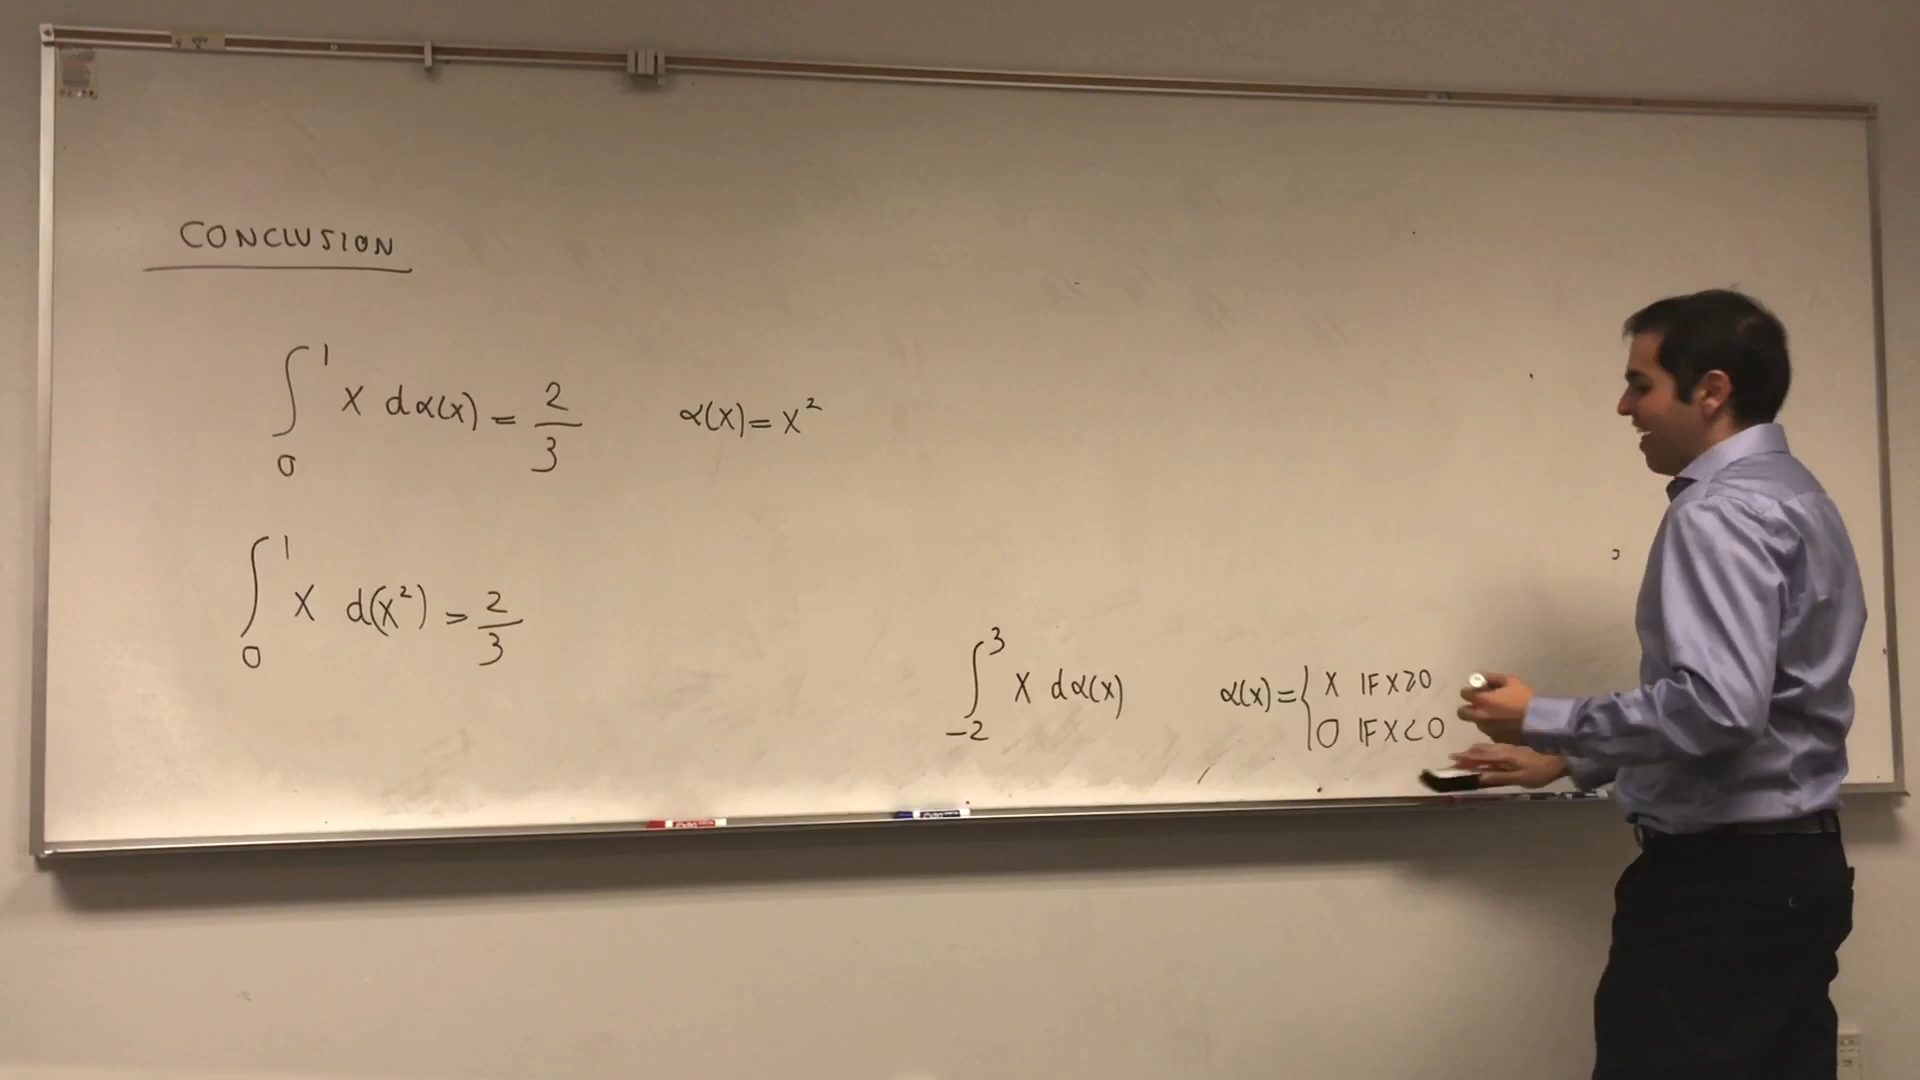 CONCLUSION
∫₀¹ x dα(x) = 2/3 α(x) = x²
∫₀¹ x d(x²) = 2/3
∫₋₂³ x dα(x) α(x) = { x IF x ≥ 0
0 IF x < 0